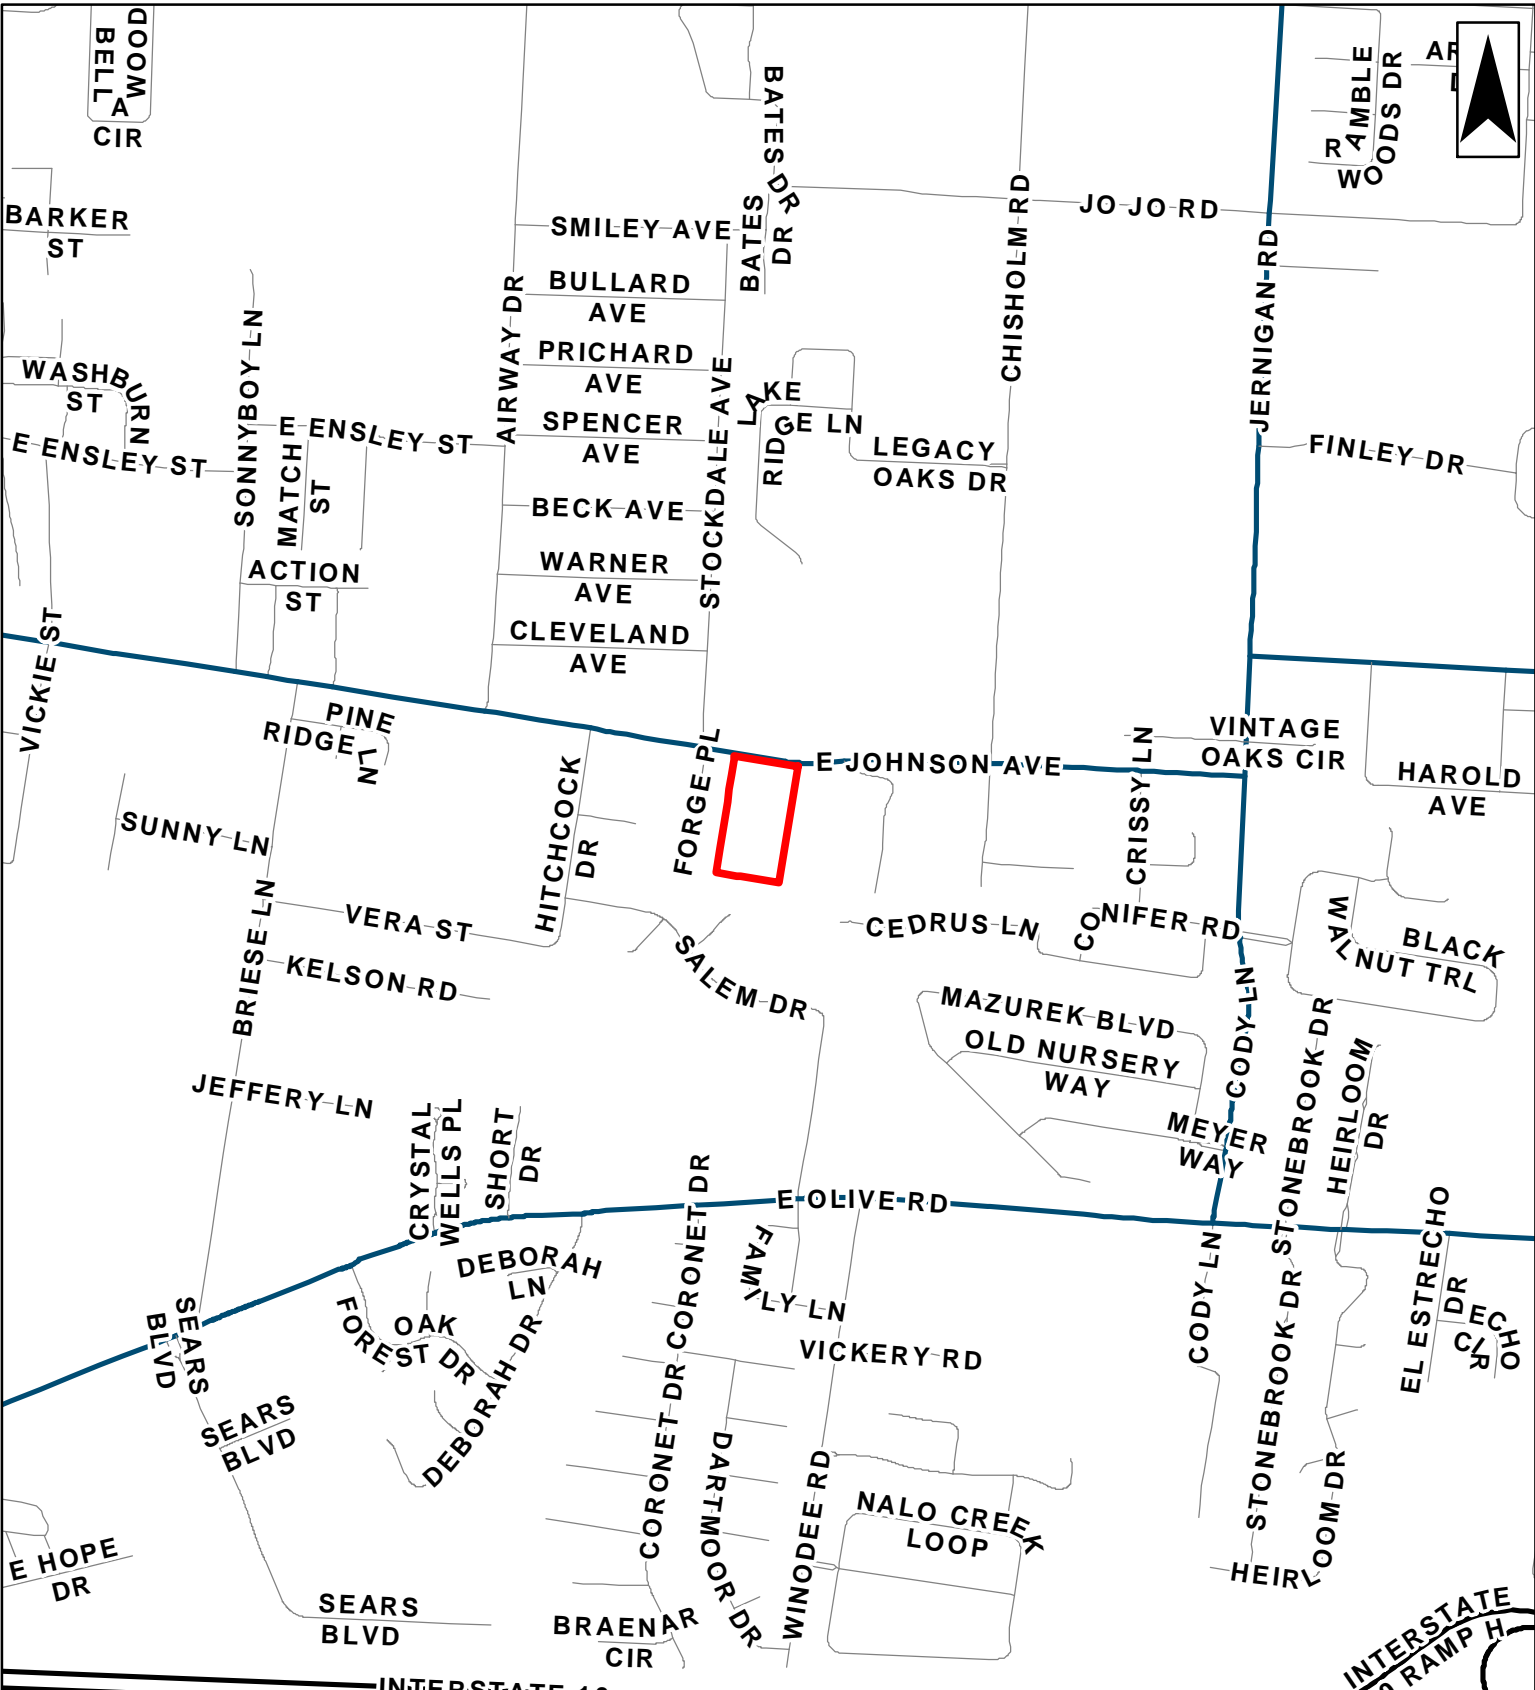 BELL
A
WOOD
CIR
AR
R
AMBLE
WOODS DR
BATES DR
BARKER
ST
SMILEY AVE
BATES
DR
JO JO RD
CHISHOLM RD
JERNIGAN RD
BULLARD
AVE
AIRWAY DR
SONNYBOY LN
PRICHARD
AVE
WASHBURN
ST
STOCKDALE AVE
LAKE
RIDGE LN
E ENSLEY ST
E ENSLEY ST
SPENCER
AVE
LEGACY
OAKS DR
FINLEY DR
MATCH
ST
BECK AVE
ACTION
ST
WARNER
AVE
CLEVELAND
AVE
VICKIE ST
PINE
RIDGE LN
FORGE PL
E JOHNSON AVE
VINTAGE
OAKS CIR
CRISSY LN
HAROLD
AVE
HITCHCOCK
DR
SUNNY LN
BRIESE LN
VERA ST
CEDRUS LN
CONIFER RD
BLACK
WALNUT TRL
KELSON RD
SALEM DR
MAZUREK BLVD
OLD NURSERY
WAY
CODY LN
STONEBROOK DR
HEIRLOOM
DR
JEFFERY LN
CRYSTAL
WELLS PL
SHORT
DR
MEYER
WAY
CORONET DR
E OLIVE RD
EL ESTRECHO
DR
ECHO
CIR
DEBORAH
LN
FAMILY LN
CODY LN
STONEBROOK DR
SEARS
BLVD
OAK
FOREST DR
DEBORAH DR
VICKERY RD
CORONET DR
SEARS
BLVD
DARTMOOR DR
WINODEE RD
NALO CREEK
LOOP
HEIRLOOM DR
E HOPE
DR
SEARS
BLVD
BRAENAR
CIR
INTERSTATE
RAMP H
INTERSTATE 10